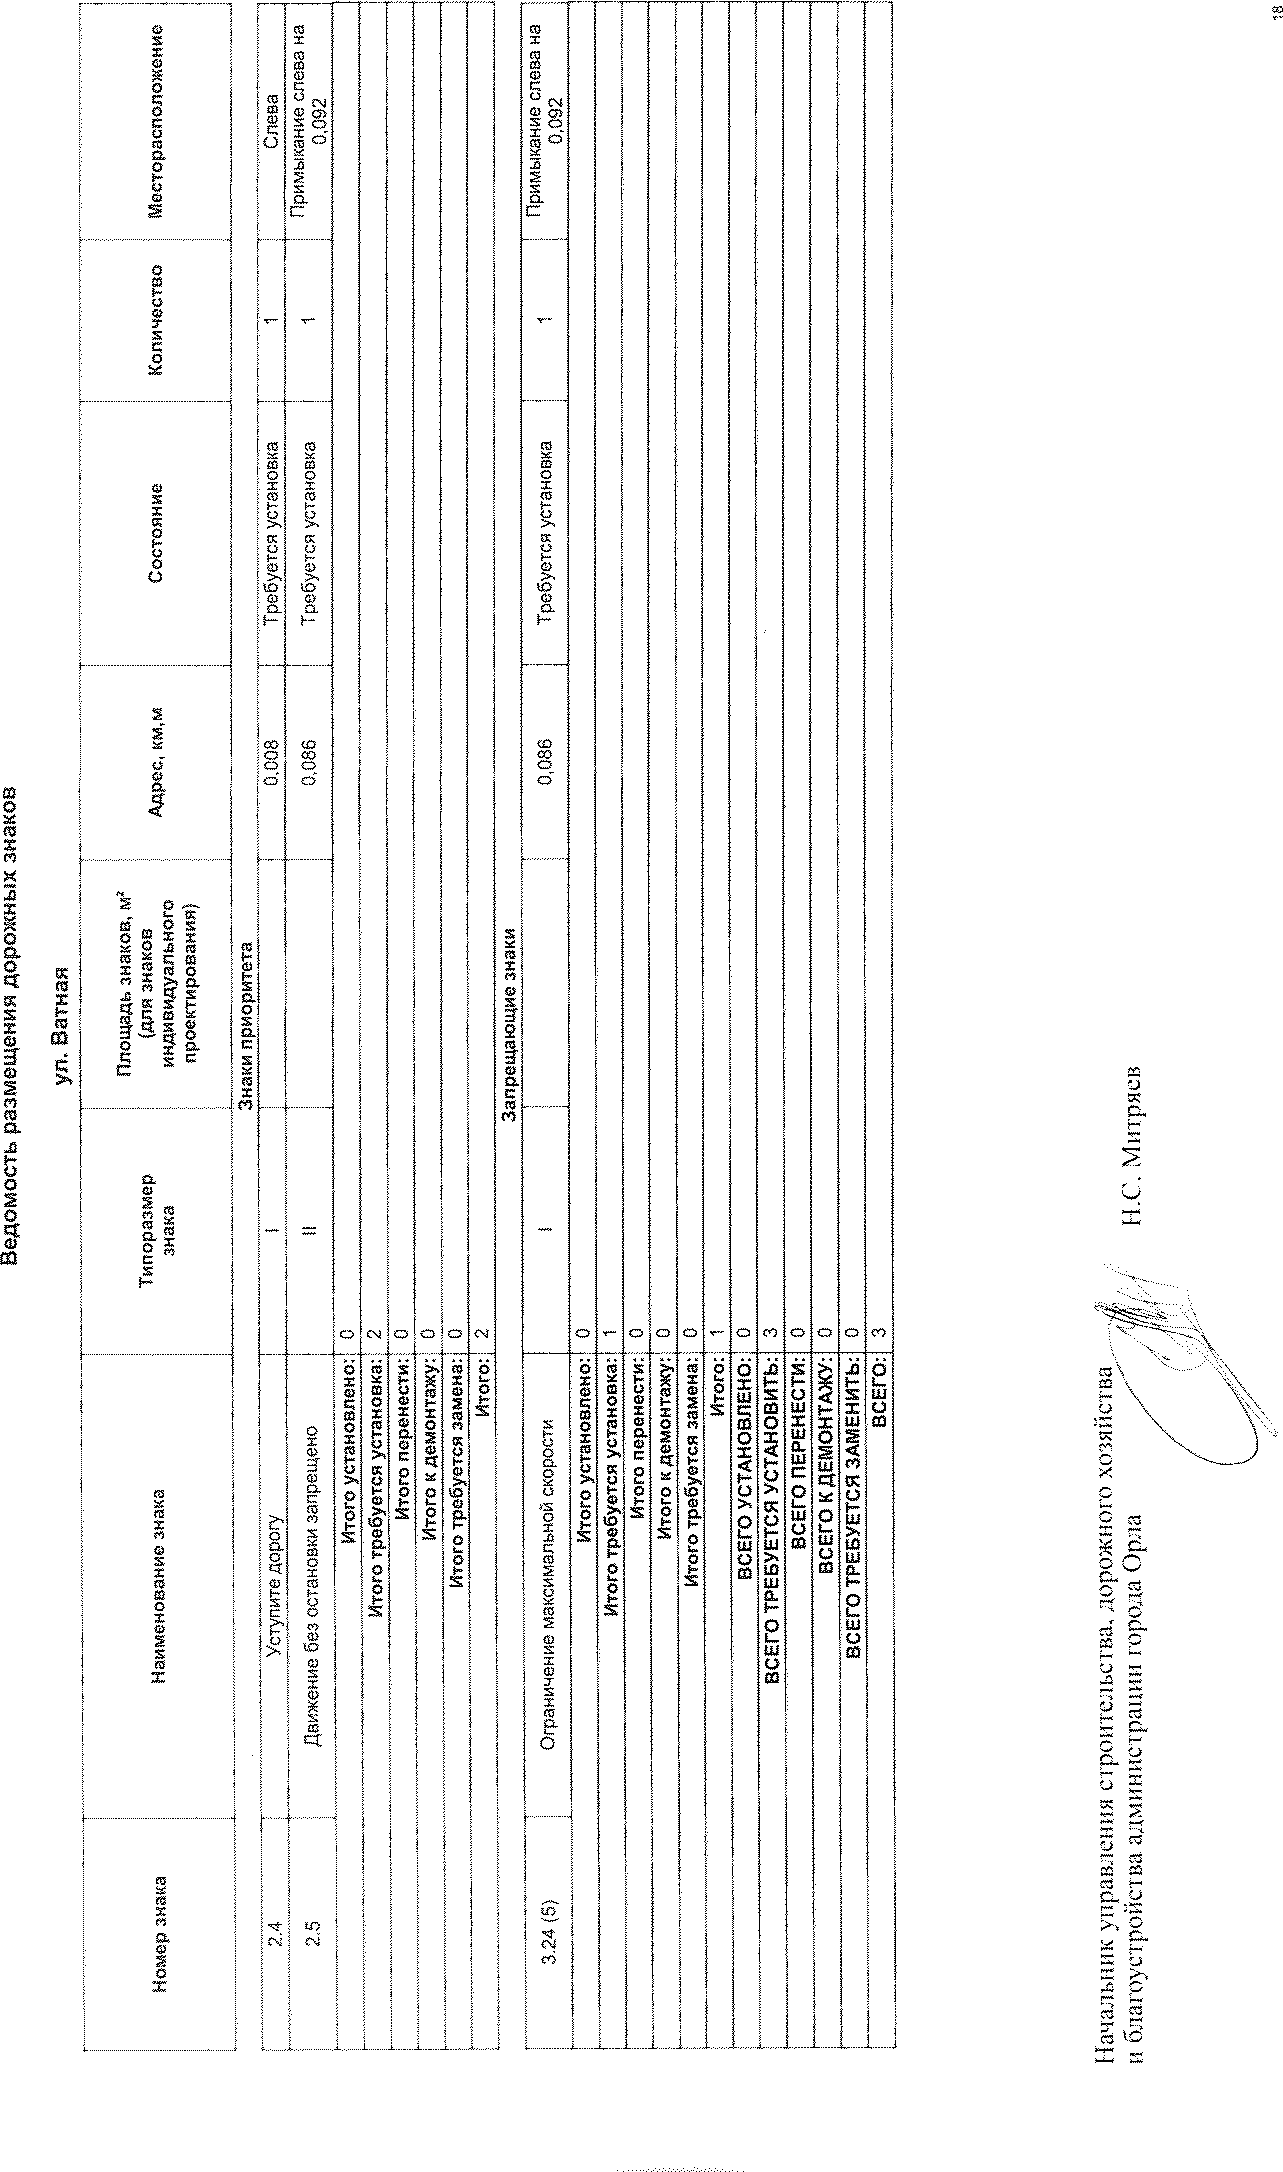 Ведомость размещения дорожных знаков
ул. Ватная
Номер знака
Наименование знака
Типоразмер
знака
Площадь знаков, м²
(для знаков
индивидуального
проектирования)
Адрес, км,м
Состояние
Количество
Месторасположение
Знаки приоритета
2.4 Уступите дорогу I 0,008 Требуется установка 1 Слева
2.5 Движение без остановки запрещено II 0,086 Требуется установка 1 Примыкание слева на
0,092
Итого установлено: 0
Итого требуется установка: 2
Итого перенести: 0
Итого к демонтажу: 0
Итого требуется замена: 0
Итого: 2
Запрещающие знаки
3.24 (5) Ограничение максимальной скорости I 0,086 Требуется установка 1 Примыкание слева на
0,092
Итого установлено: 0
Итого требуется установка: 1
Итого перенести: 0
Итого к демонтажу: 0
Итого требуется замена: 0
Итого: 1
ВСЕГО УСТАНОВЛЕНО: 0
ВСЕГО ТРЕБУЕТСЯ УСТАНОВИТЬ: 3
ВСЕГО ПЕРЕНЕСТИ: 0
ВСЕГО К ДЕМОНТАЖУ: 0
ВСЕГО ТРЕБУЕТСЯ ЗАМЕНИТЬ: 0
ВСЕГО: 3
Начальник управления строительства, дорожного хозяйства
и благоустройства администрации города Орла Н.С. Митряев
18